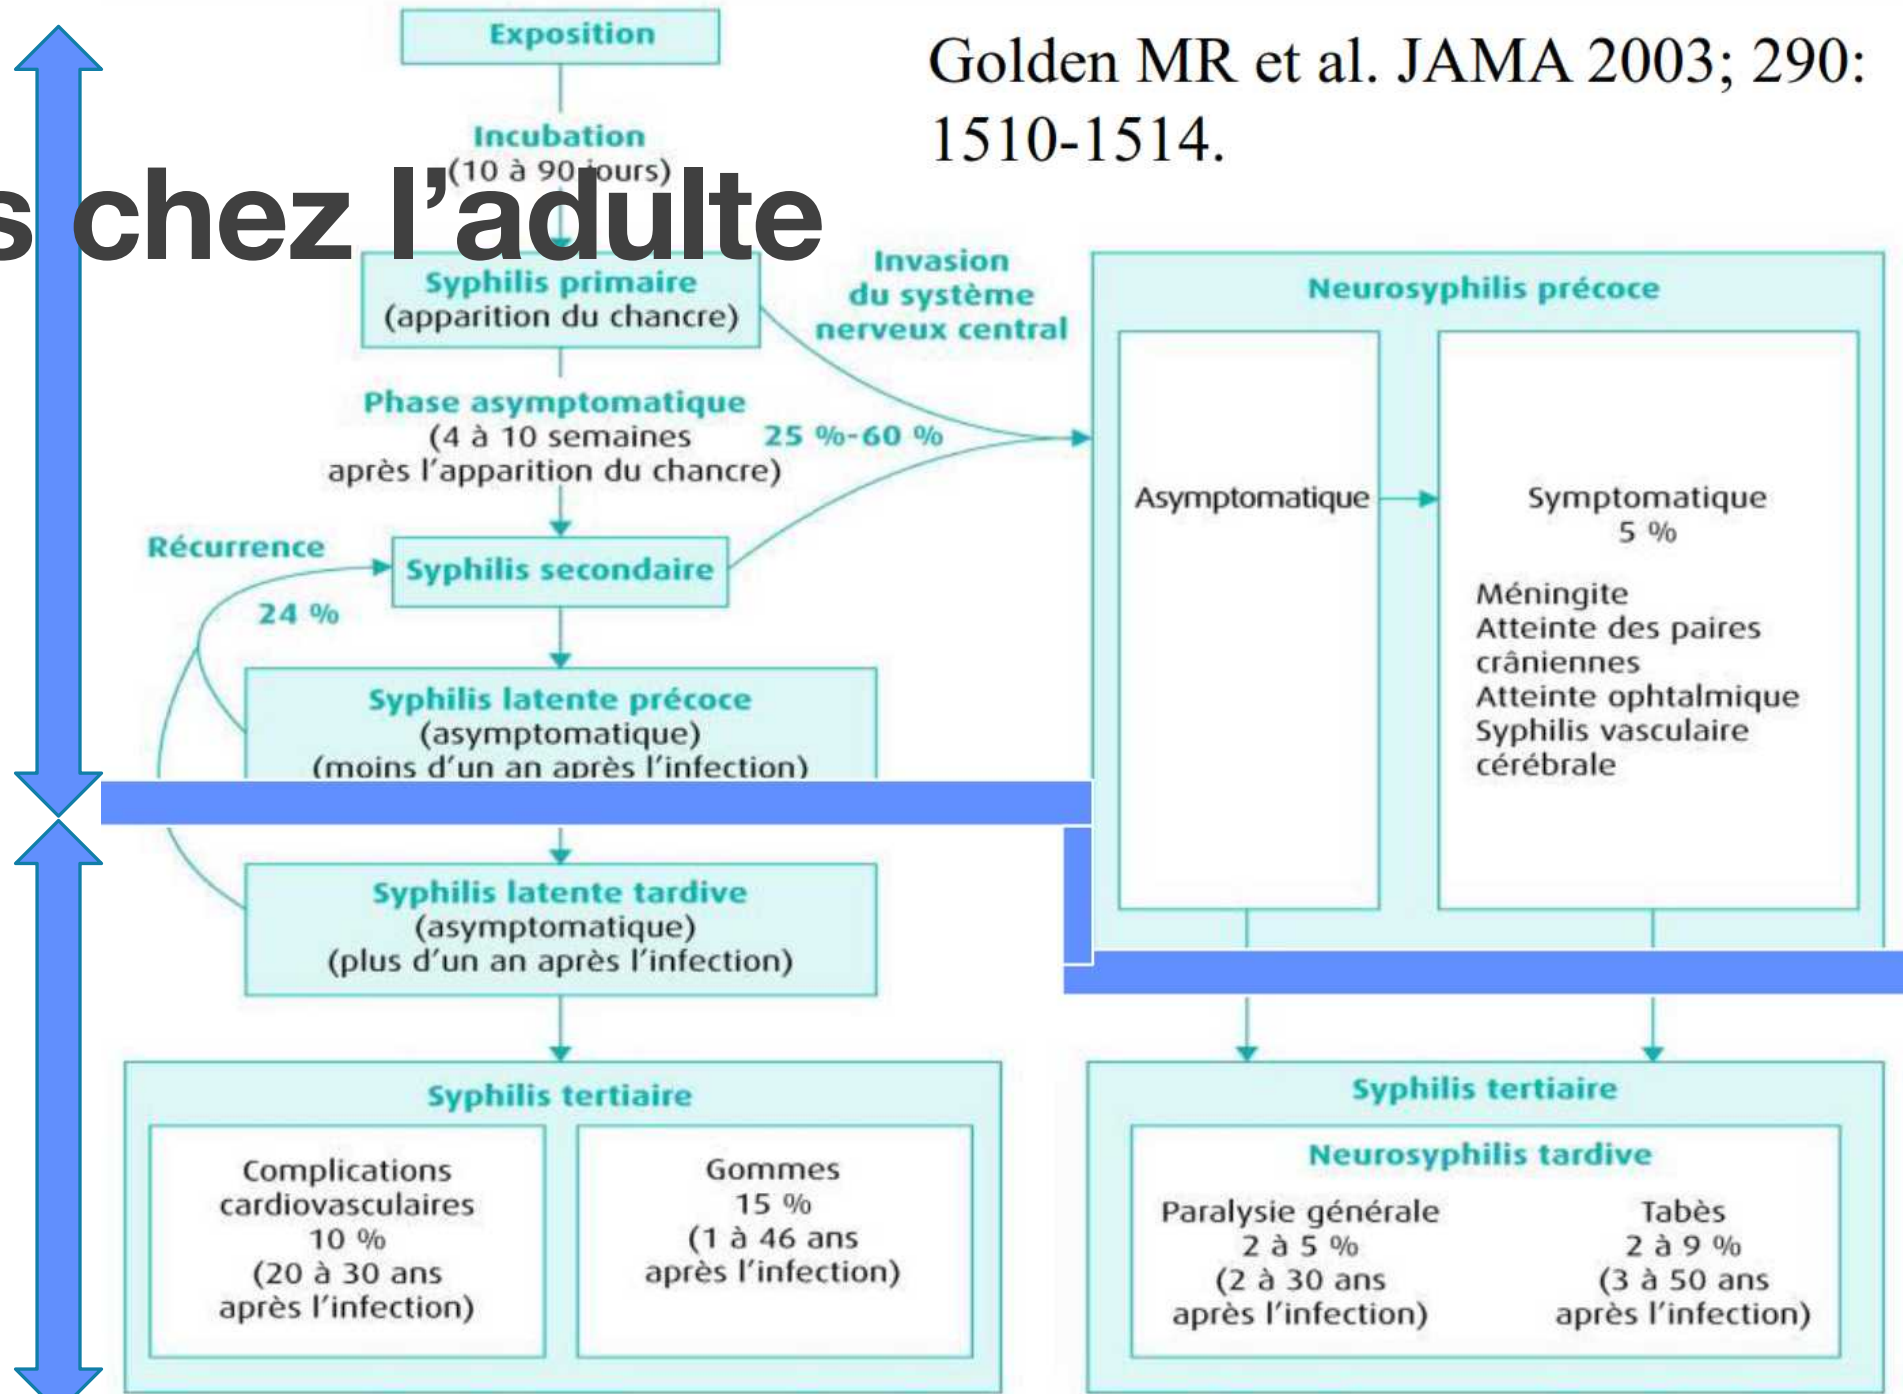 Exposition
Golden MR et al. JAMA 2003; 290:
1510-1514.
Incubation
(10 à 90 jours)
s chez l’adulte
Syphilis primaire
(apparition du chancre)
Invasion
du système
nerveux central
Phase asymptomatique
(4 à 10 semaines
après l’apparition du chancre)
25 %-60 %
Récurrence
24 %
Syphilis secondaire
Syphilis latente précoce
(asymptomatique)
(moins d’un an après l’infection)
Syphilis latente tardive
(asymptomatique)
(plus d’un an après l’infection)
Neurosyphilis précoce
Asymptomatique
Symptomatique
5 %
Méningite
Atteinte des paires
crâniennes
Atteinte ophtalmique
Syphilis vasculaire
cérébrale
Syphilis tertiaire
Complications
cardiovasculaires
10 %
(20 à 30 ans
après l’infection)
Gommes
15 %
(1 à 46 ans
après l’infection)
Syphilis tertiaire
Neurosyphilis tardive
Paralysie générale
2 à 5 %
(2 à 30 ans
après l’infection)
Tabès
2 à 9 %
(3 à 50 ans
après l’infection)